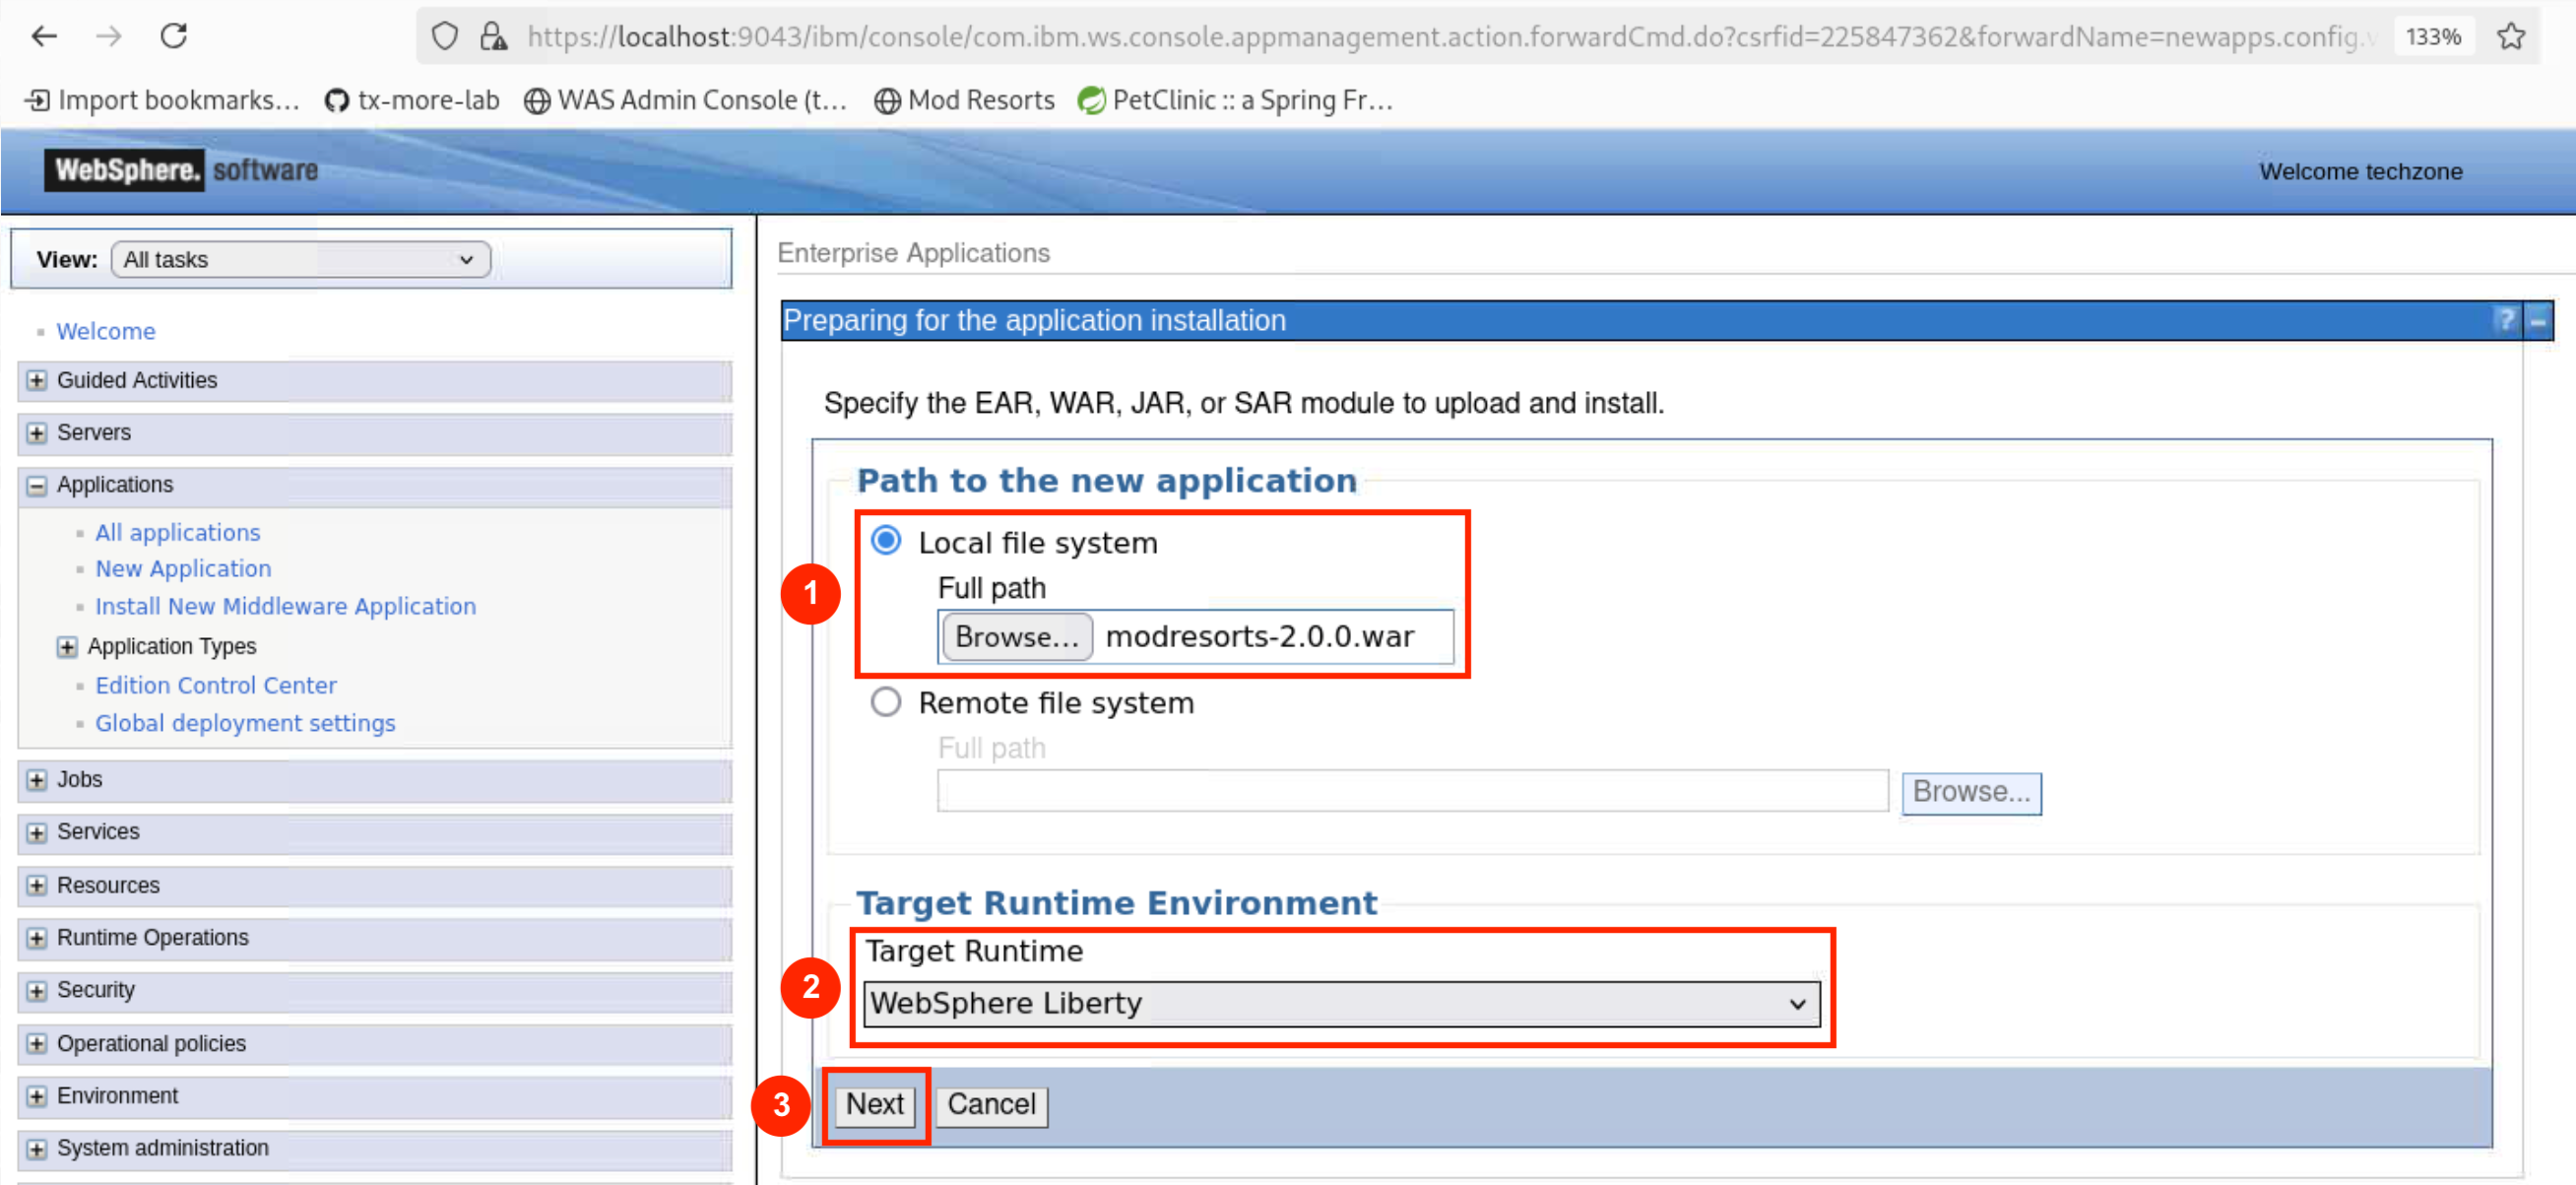 https://localhost:9043/ibm/console/com.ibm.ws.console.appmanagement.action.forwardCmd.do?csrfid=225847362&forwardName=newapps.config. 133%
Import bookmarks... tx-more-lab WAS Admin Console (t... Mod Resorts PetClinic :: a Spring Fr...
WebSphere. software Welcome techzone
View: All tasks
Welcome
Guided Activities
Servers
Applications
All applications
New Application
Install New Middleware Application
Application Types
Edition Control Center
Global deployment settings
Jobs
Services
Resources
Runtime Operations
Security
Operational policies
Environment
System administration
Enterprise Applications
Preparing for the application installation ? –
Specify the EAR, WAR, JAR, or SAR module to upload and install.
Path to the new application
Local file system
Full path
1
Browse... modresorts-2.0.0.war
Remote file system
Full path
Browse...
Target Runtime Environment
Target Runtime
2
WebSphere Liberty
3 Next Cancel